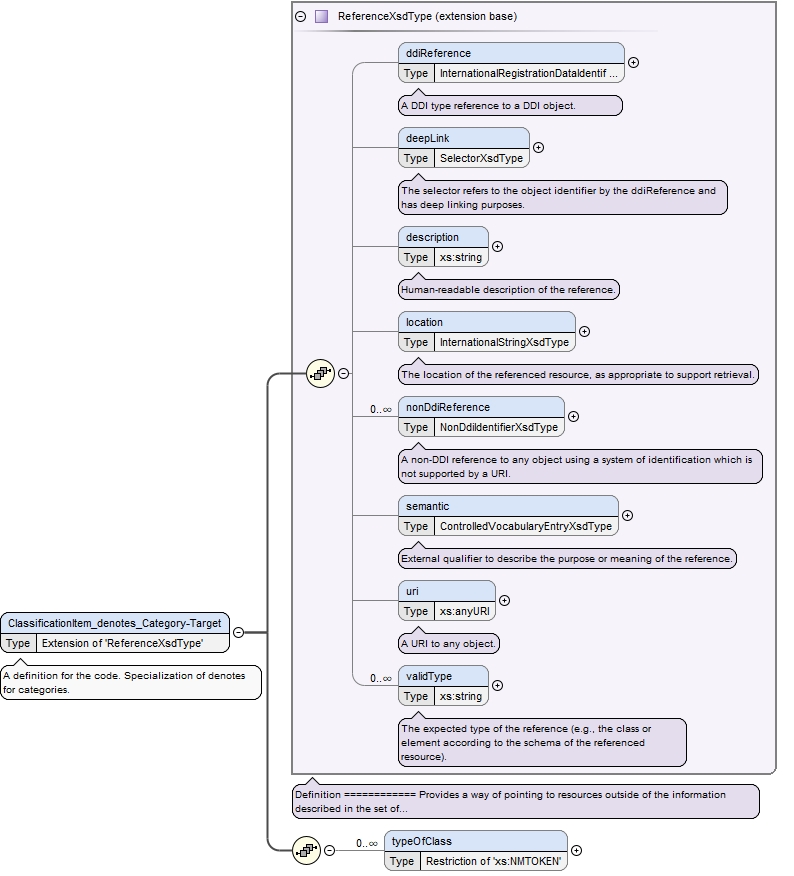 ReferenceXsdType (extension base)
ddiReference
Type InternationalRegistrationDataIdentif ...
A DDI type reference to a DDI object.
deepLink
Type SelectorXsdType
The selector refers to the object identifier by the ddiReference and
has deep linking purposes.
description
Type xs:string
Human-readable description of the reference.
location
Type InternationalStringXsdType
The location of the referenced resource, as appropriate to support retrieval.
0..∞ nonDdiReference
Type NonDdiIdentifierXsdType
A non-DDI reference to any object using a system of identification which is
not supported by a URI.
semantic
Type ControlledVocabularyEntryXsdType
External qualifier to describe the purpose or meaning of the reference.
uri
Type xs:anyURI
A URI to any object.
0..∞ validType
Type xs:string
The expected type of the reference (e.g., the class or
element according to the schema of the referenced
resource).
ClassificationItem_denotes_Category-Target
Type Extension of 'ReferenceXsdType'
A definition for the code. Specialization of denotes
for categories.
Definition ============ Provides a way of pointing to resources outside of the information
described in the set of...
0..∞ typeOfClass
Type Restriction of 'xs:NMTOKEN'